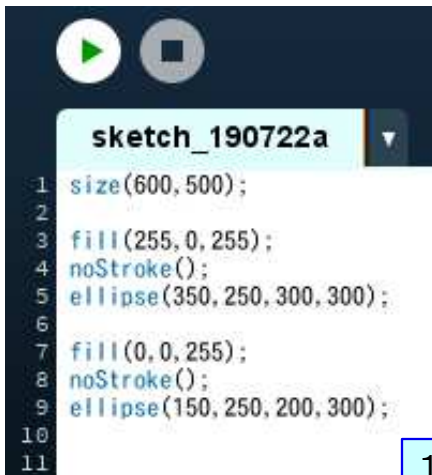 sketch_190722a
1 size(600,500);
2
3 fill(255,0,255);
4 noStroke();
5 ellipse(350,250,300,300);
6
7 fill(0,0,255);
8 noStroke();
9 ellipse(150,250,200,300);
10
11
1